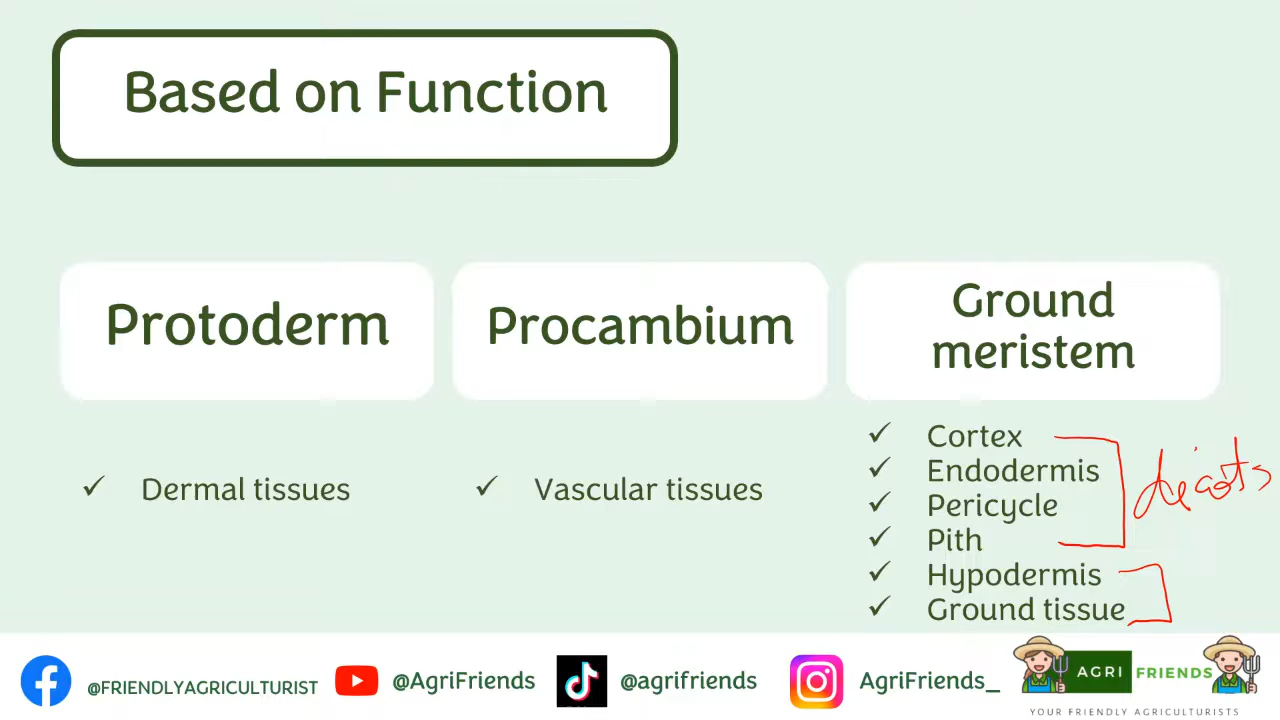 Based on Function
Protoderm
Procambium
Ground
meristem
✓ Dermal tissues
✓ Vascular tissues
✓ Cortex
✓ Endodermis
✓ Pericycle
✓ Pith
✓ Hypodermis
✓ Ground tissue
dicots
@FRIENDLYAGRICULTURIST
@AgriFriends
@agrifriends
AgriFriends_
AGRI FRIENDS
YOUR FRIENDLY AGRICULTURISTS